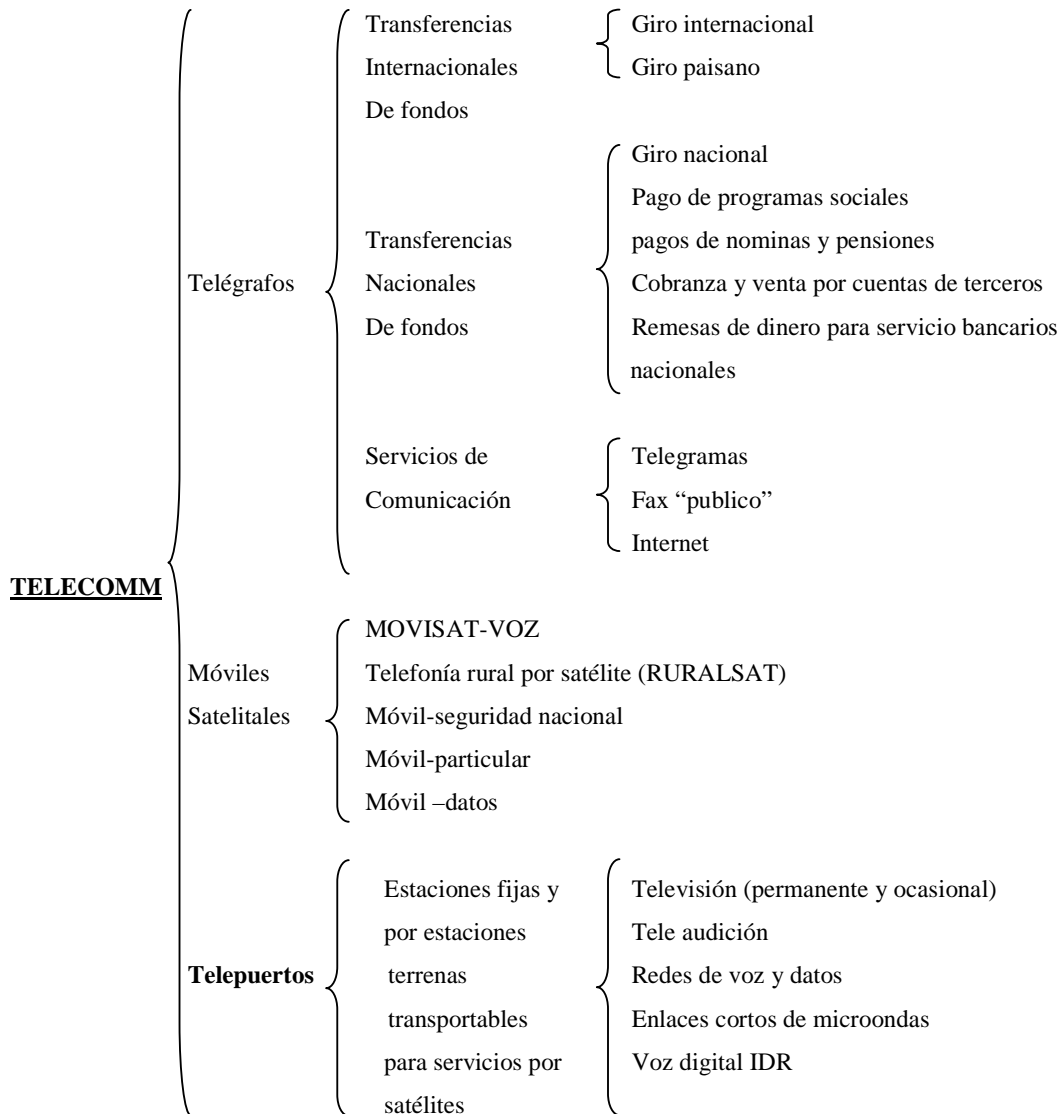 TELECOMM
Telégrafos
Transferencias
Internacionales
De fondos
Giro internacional
Giro paisano
Transferencias
Nacionales
De fondos
Giro nacional
Pago de programas sociales
pagos de nominas y pensiones
Cobranza y venta por cuentas de terceros
Remesas de dinero para servicio bancarios
nacionales
Servicios de
Comunicación
Telegramas
Fax “publico”
Internet
Móviles
Satelitales
MOVISAT-VOZ
Telefonía rural por satélite (RURALSAT)
Móvil-seguridad nacional
Móvil-particular
Móvil –datos
Telepuertos
Estaciones fijas y
por estaciones
terrenas
transportables
para servicios por
satélites
Televisión (permanente y ocasional)
Tele audición
Redes de voz y datos
Enlaces cortos de microondas
Voz digital IDR